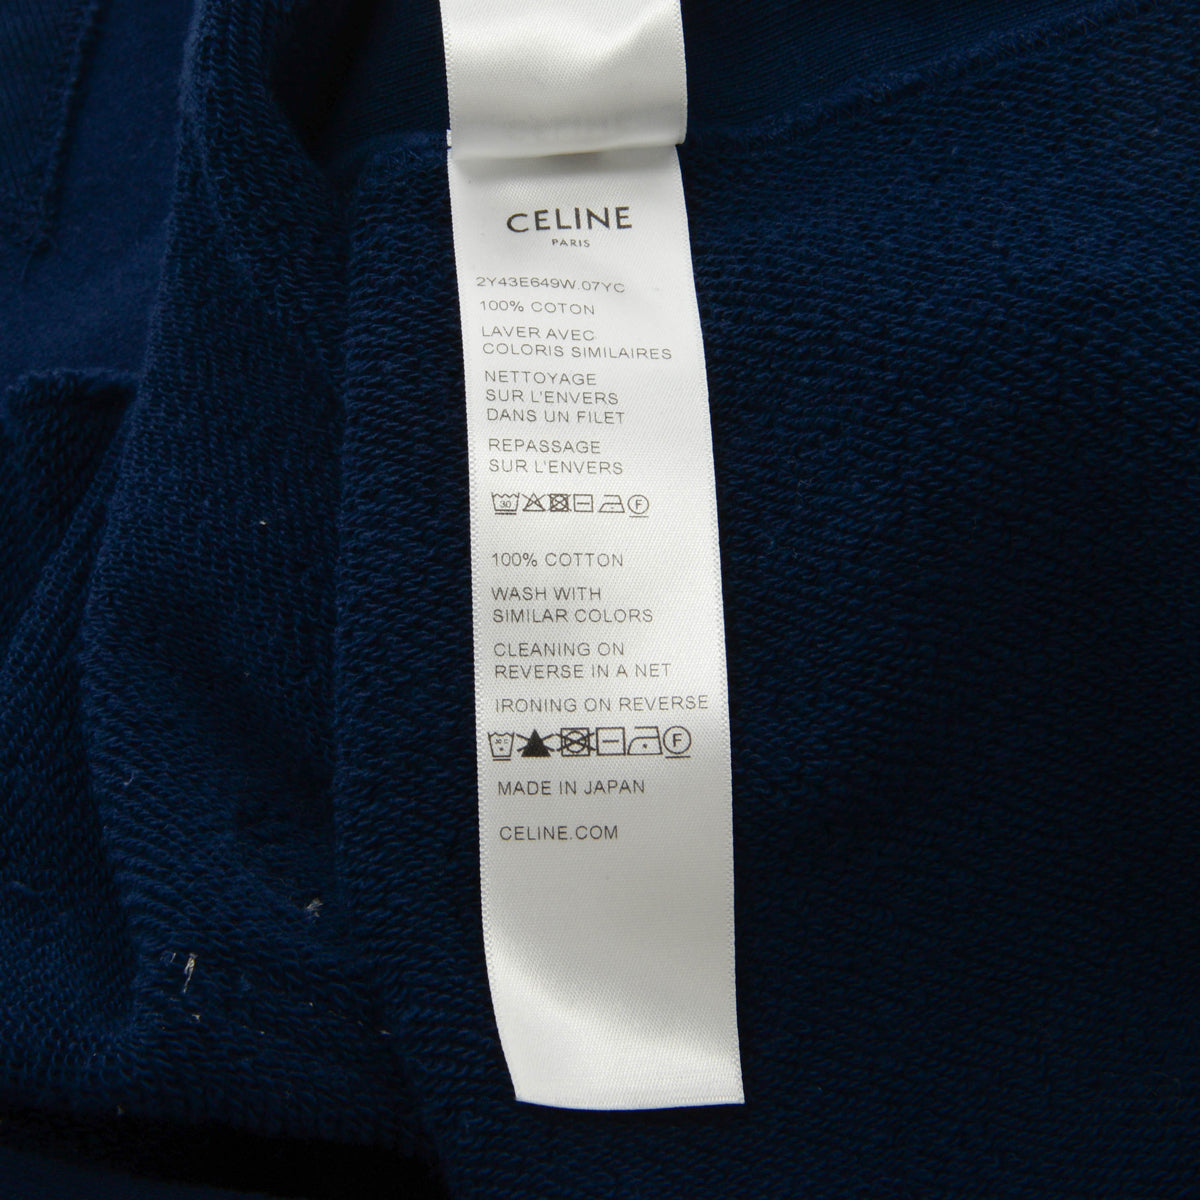 CELINE
PARIS
2Y43E649W.07YC
100% COTON
LAVER AVEC
COLORIS SIMILAIRES
NETTOYAGE
SUR L'ENVERS
DANS UN FILET
REPASSAGE
SUR L'ENVERS
30 F
100% COTTON
WASH WITH
SIMILAR COLORS
CLEANING ON
REVERSE IN A NET
IRONING ON REVERSE
30 F
MADE IN JAPAN
CELINE.COM